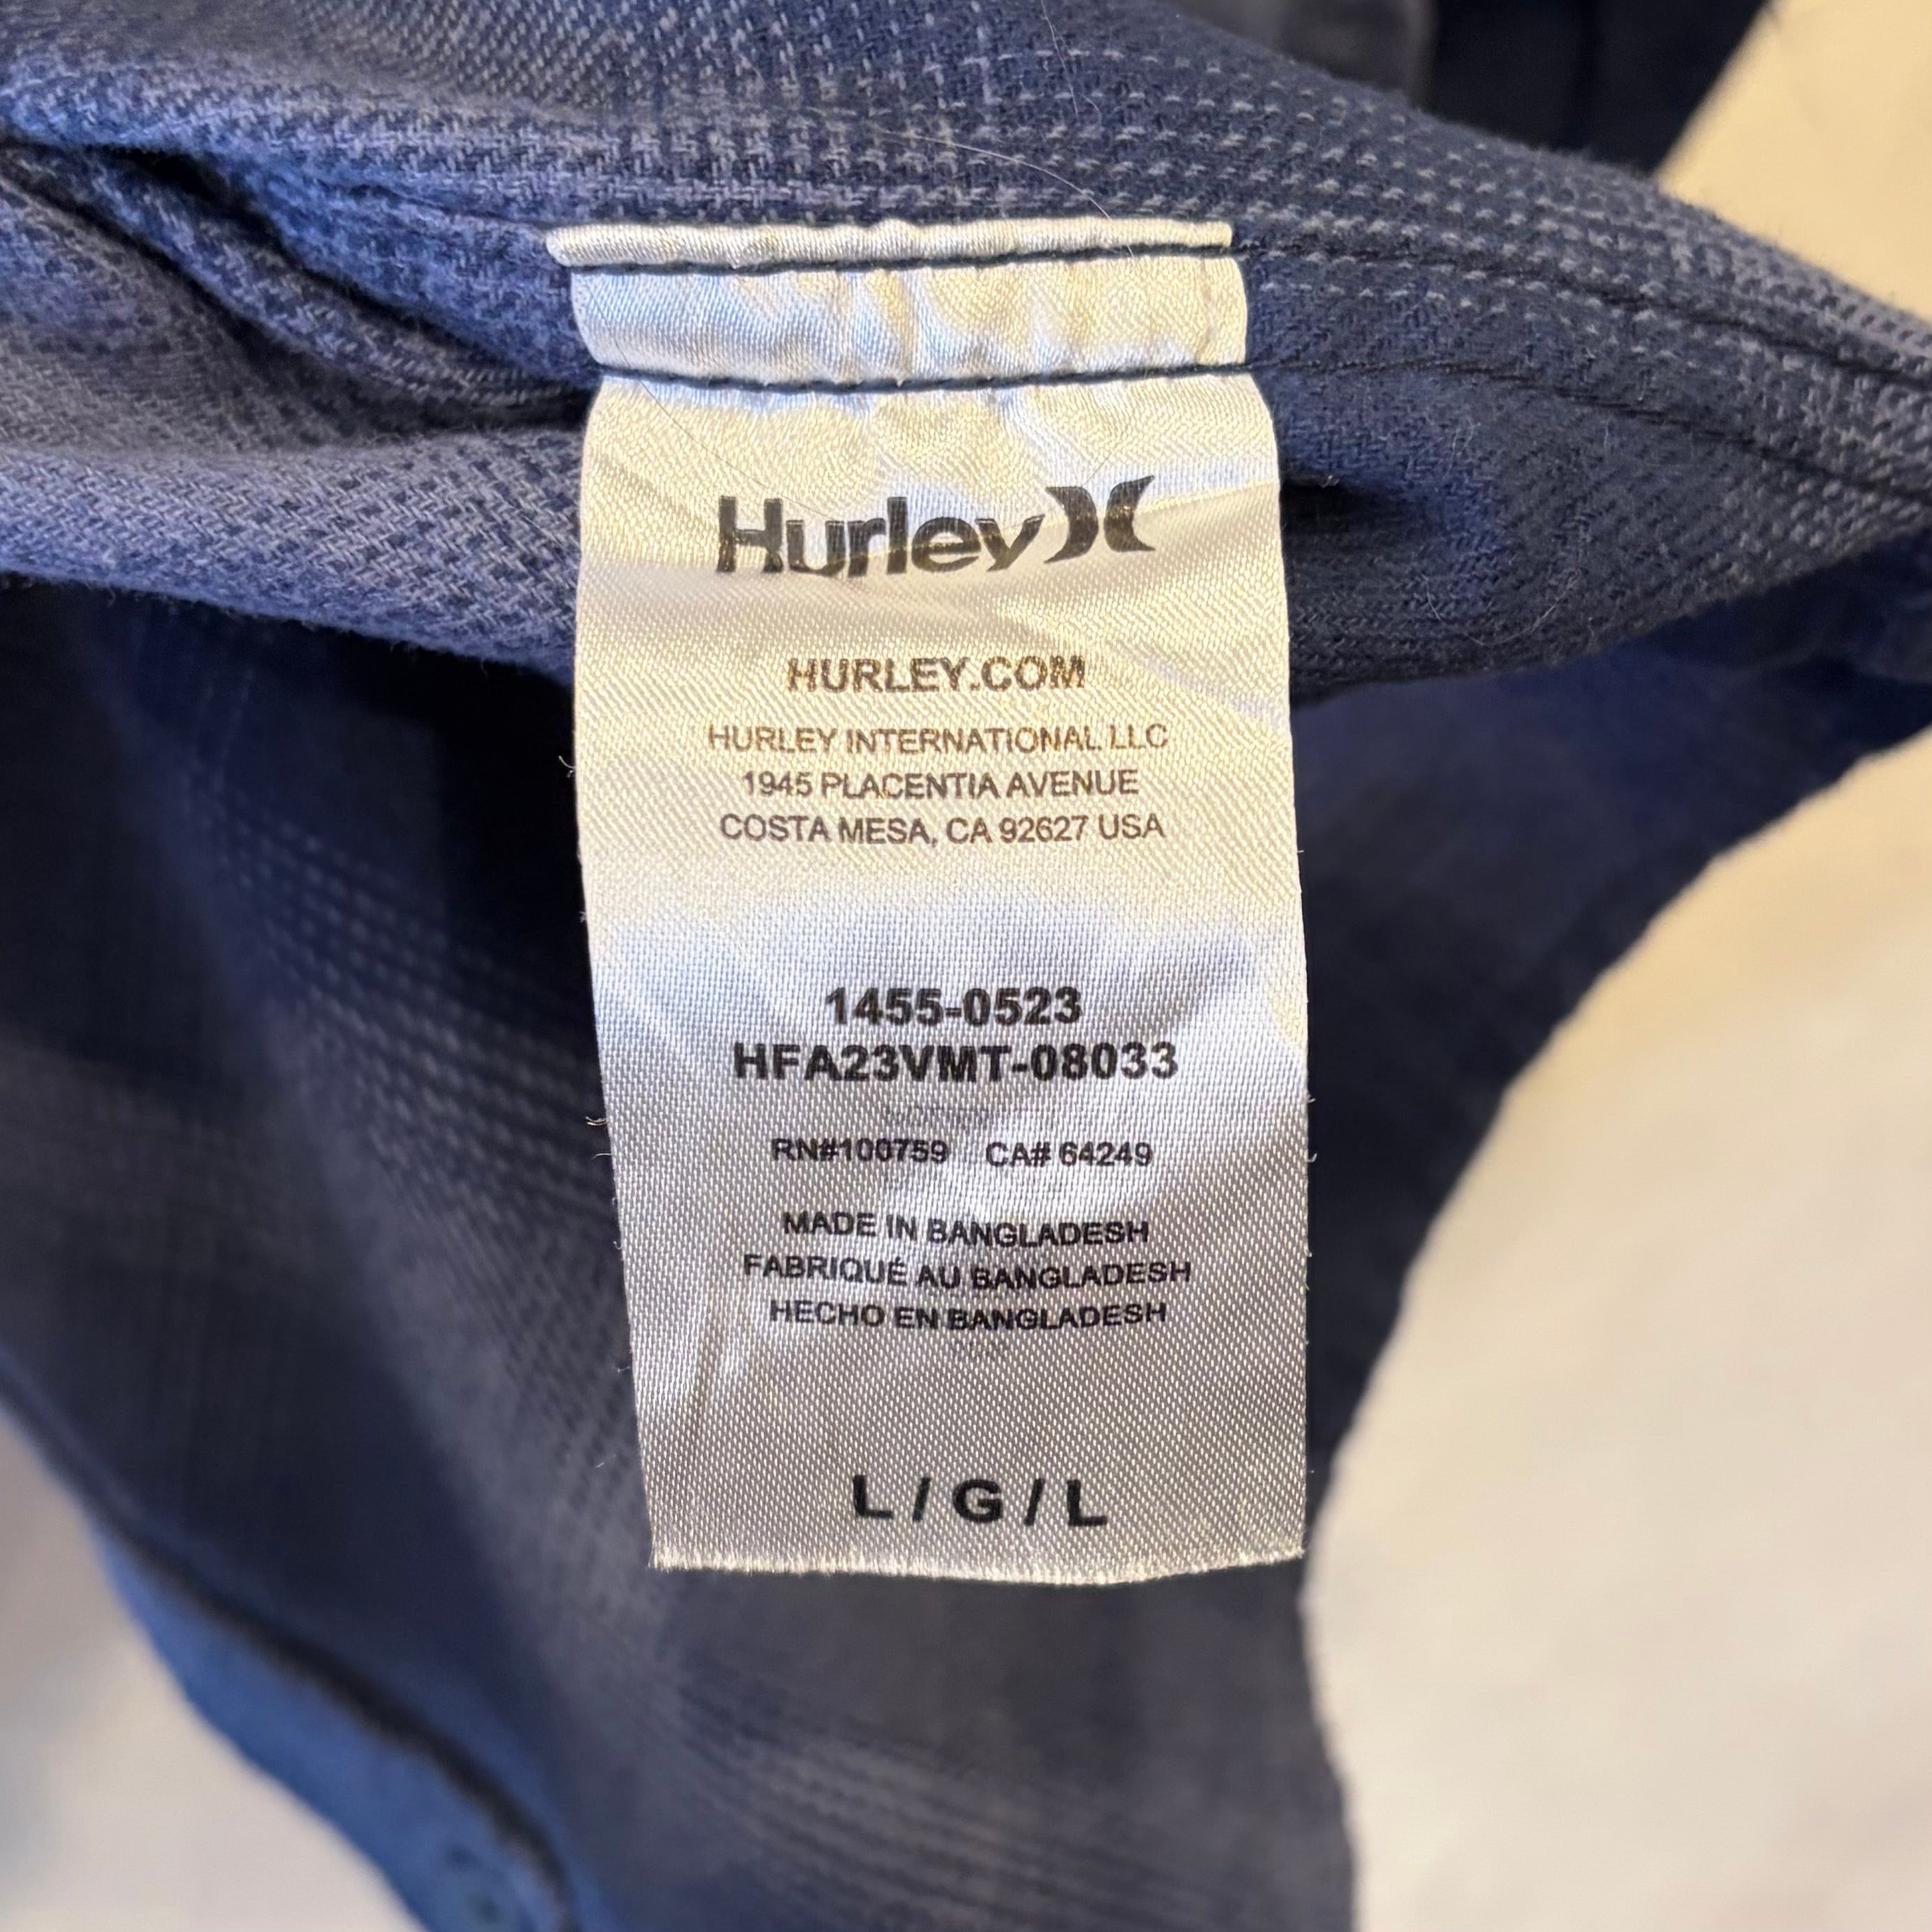 Hurley
HURLEY.COM
HURLEY INTERNATIONAL LLC
1945 PLACENTIA AVENUE
COSTA MESA, CA 92627 USA
1455-0523
HFA23VMT-08033
RN#100759 CA# 64249
MADE IN BANGLADESH
FABRIQUÉ AU BANGLADESH
HECHO EN BANGLADESH
L / G / L